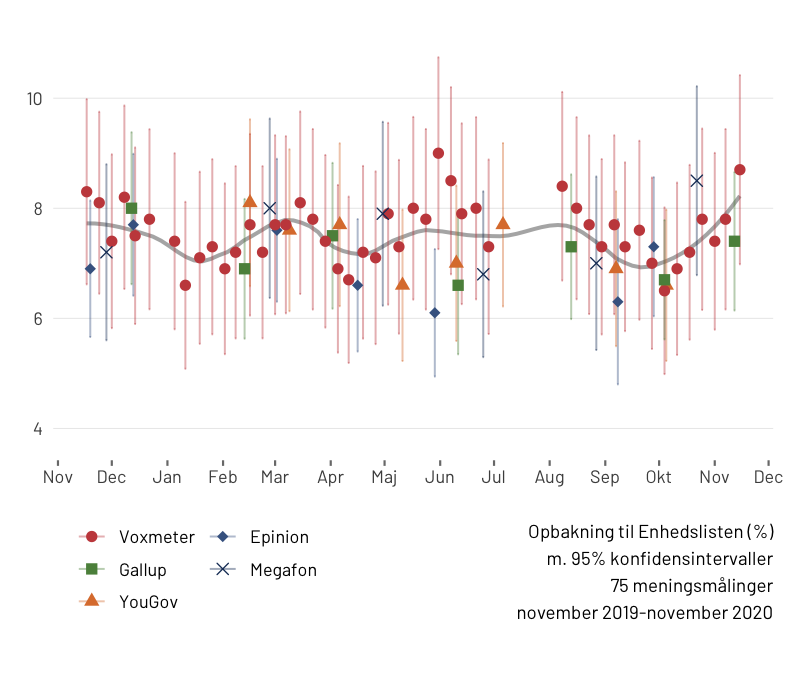 10
8
6
4
Nov Dec Jan Feb Mar Apr Maj Jun Jul Aug Sep Okt Nov Dec
Voxmeter Epinion
Gallup Megafon
YouGov
Opbakning til Enhedslisten (%)
m. 95% konfidensintervaller
75 meningsmålinger
november 2019-november 2020